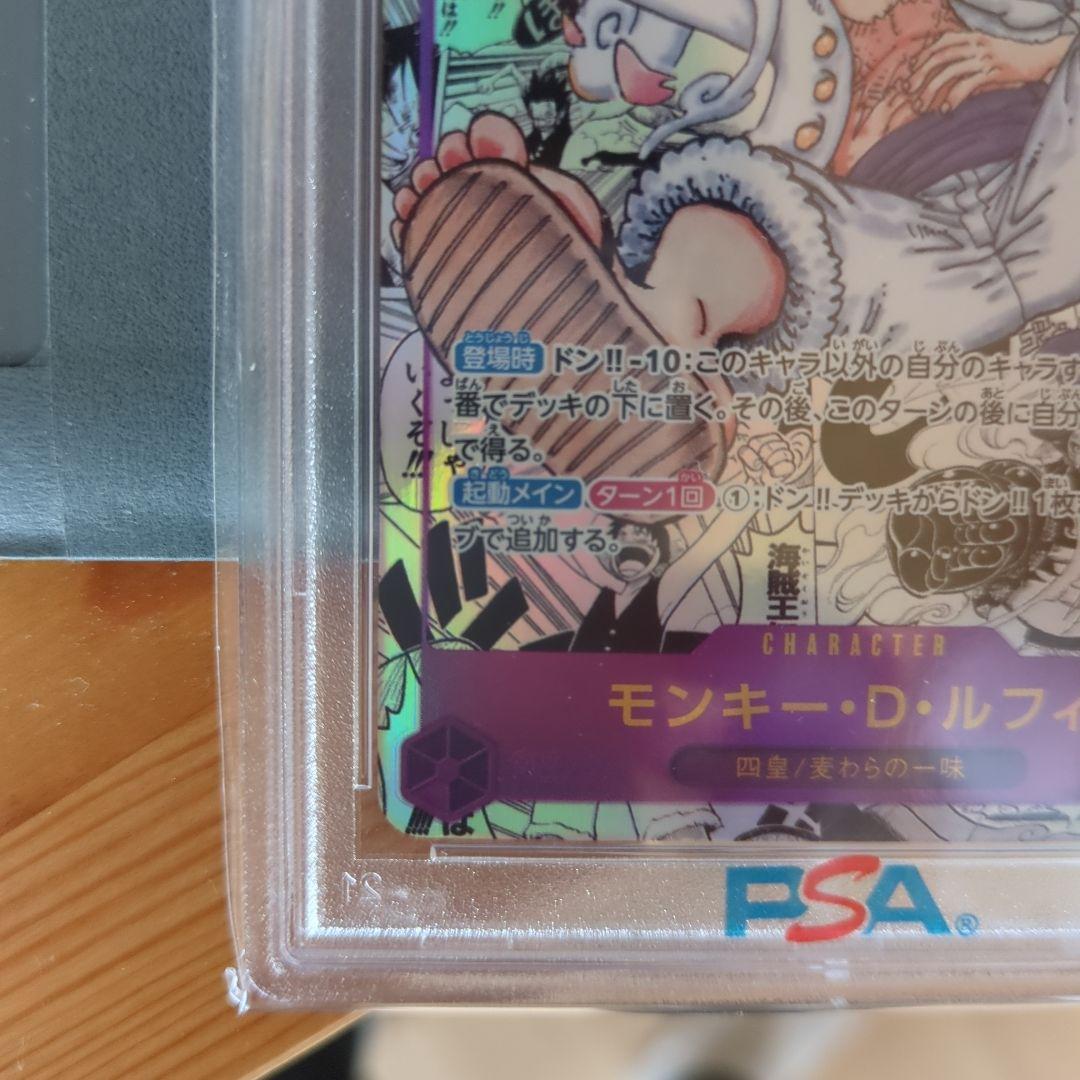 は!!
!!
いくぞ!!!
登場時 ドン!!-10:このキャラ以外の自分のキャラす
番でデッキの下に置く。その後、このターンの後に自分
で得る。
起動メイン ターン1回 ①:ドン!!デッキからドン!!1枚
ブで追加する。
海賊王
CHARACTER
モンキー・D・ルフィ
四皇/麦わらの一味
は!!!
PSA®